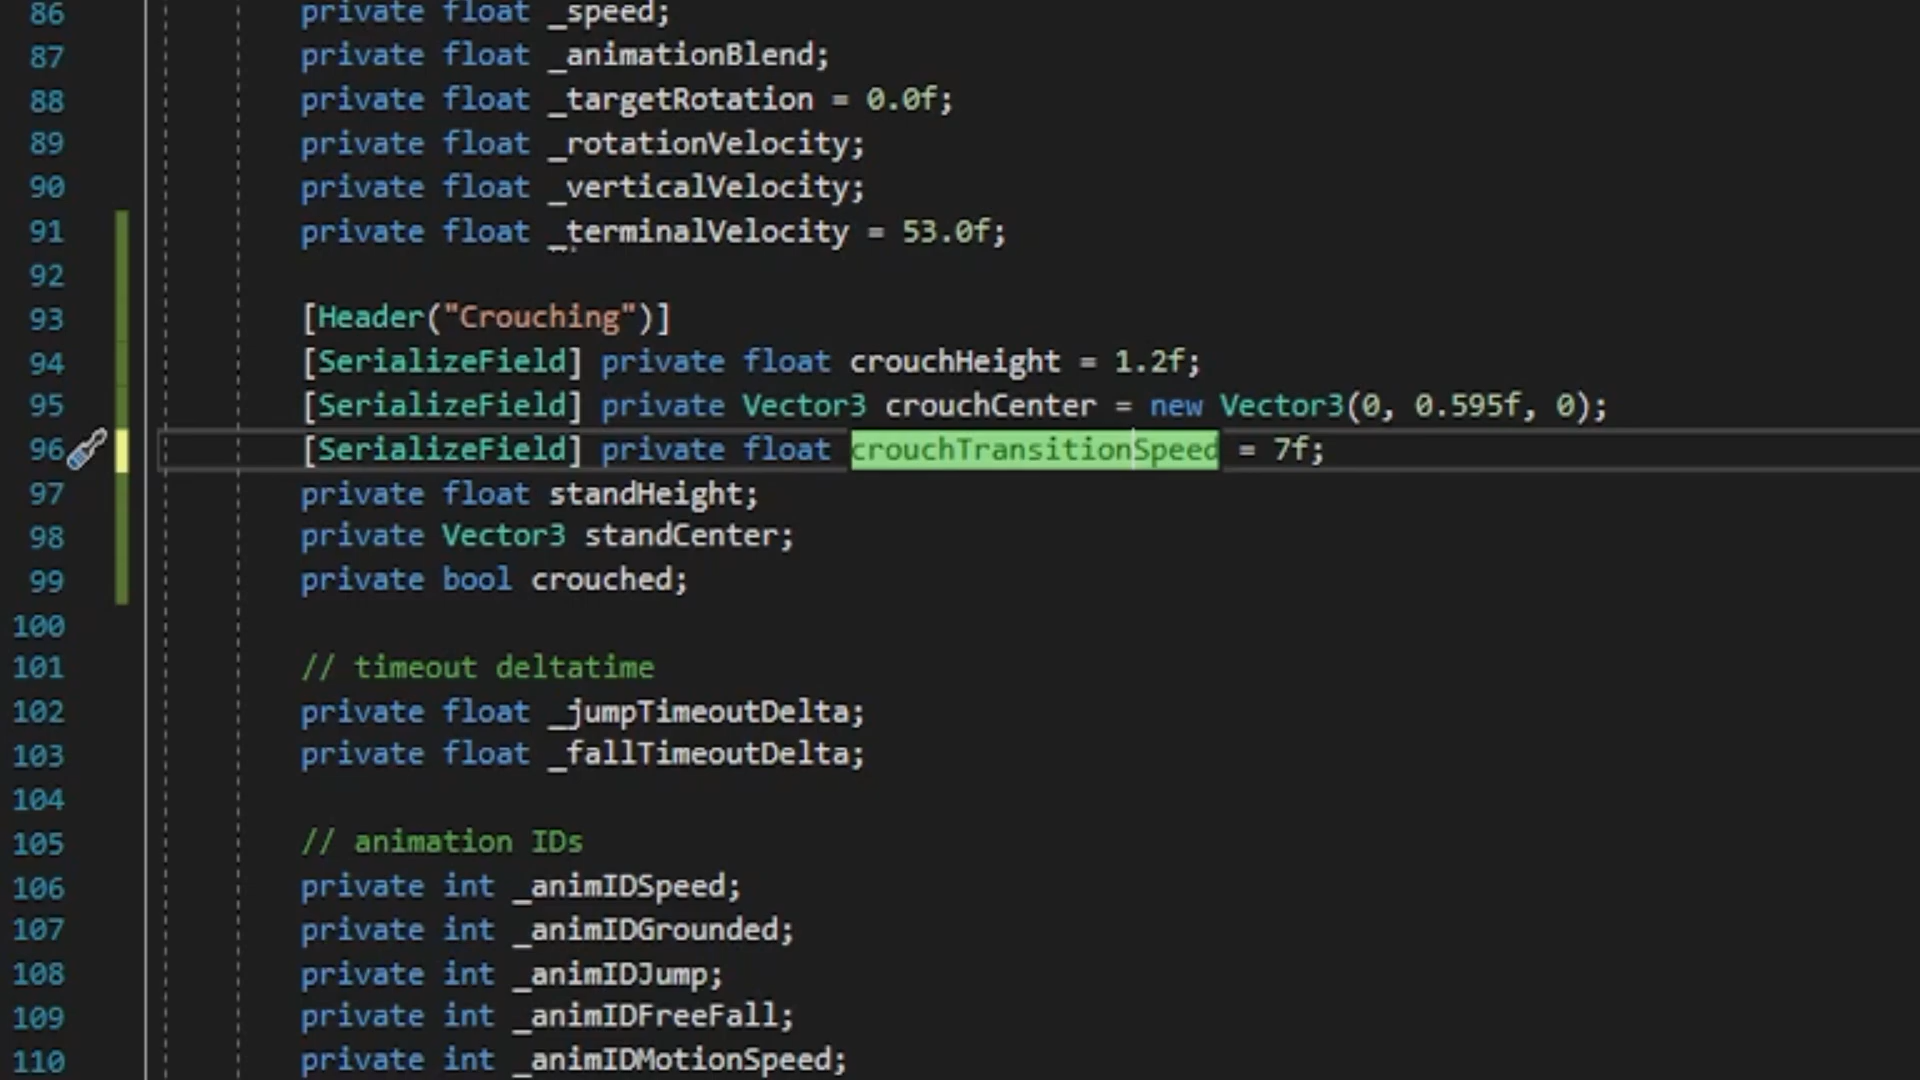 86 private float _speed;
87 private float _animationBlend;
88 private float _targetRotation = 0.0f;
89 private float _rotationVelocity;
90 private float _verticalVelocity;
91 private float _terminalVelocity = 53.0f;
92
93 [Header("Crouching")]
94 [SerializeField] private float crouchHeight = 1.2f;
95 [SerializeField] private Vector3 crouchCenter = new Vector3(0, 0.595f, 0);
96 [SerializeField] private float crouchTransitionSpeed = 7f;
97 private float standHeight;
98 private Vector3 standCenter;
99 private bool crouched;
100
101 // timeout deltatime
102 private float _jumpTimeoutDelta;
103 private float _fallTimeoutDelta;
104
105 // animation IDs
106 private int _animIDSpeed;
107 private int _animIDGrounded;
108 private int _animIDJump;
109 private int _animIDFreeFall;
110 private int _animIDMotionSpeed;